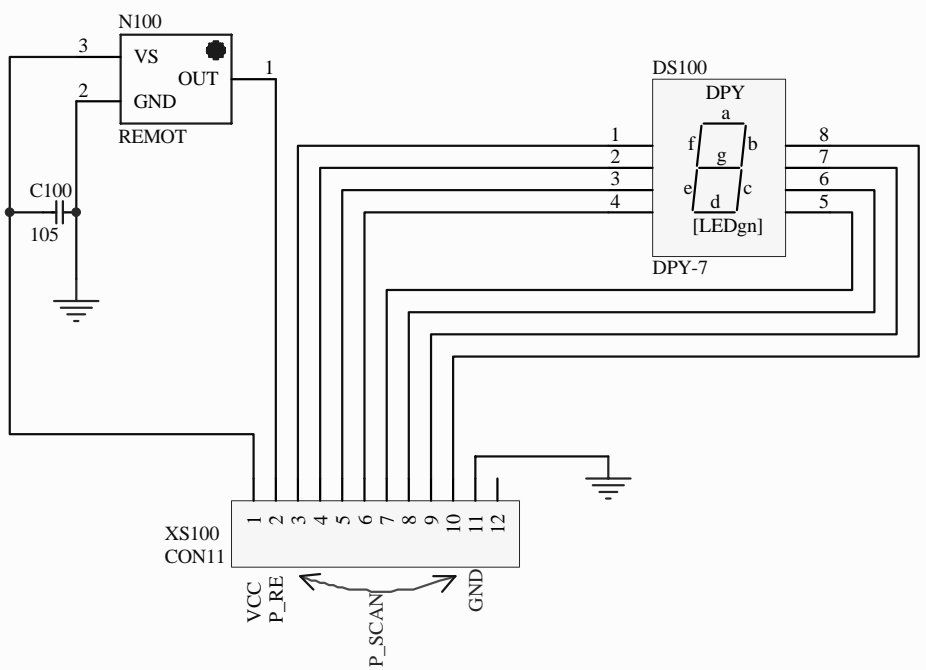 N100
3
VS
OUT
1
2
GND
REMOT
C100
105
DS100
DPY
a
f
b
g
e
c
d
[LEDgn]
DPY-7
1
2
3
4
8
7
6
5
XS100
CON11
1
2
3
4
5
6
7
8
9
10
11
12
VCC
P_RE
P_SCAN
GND